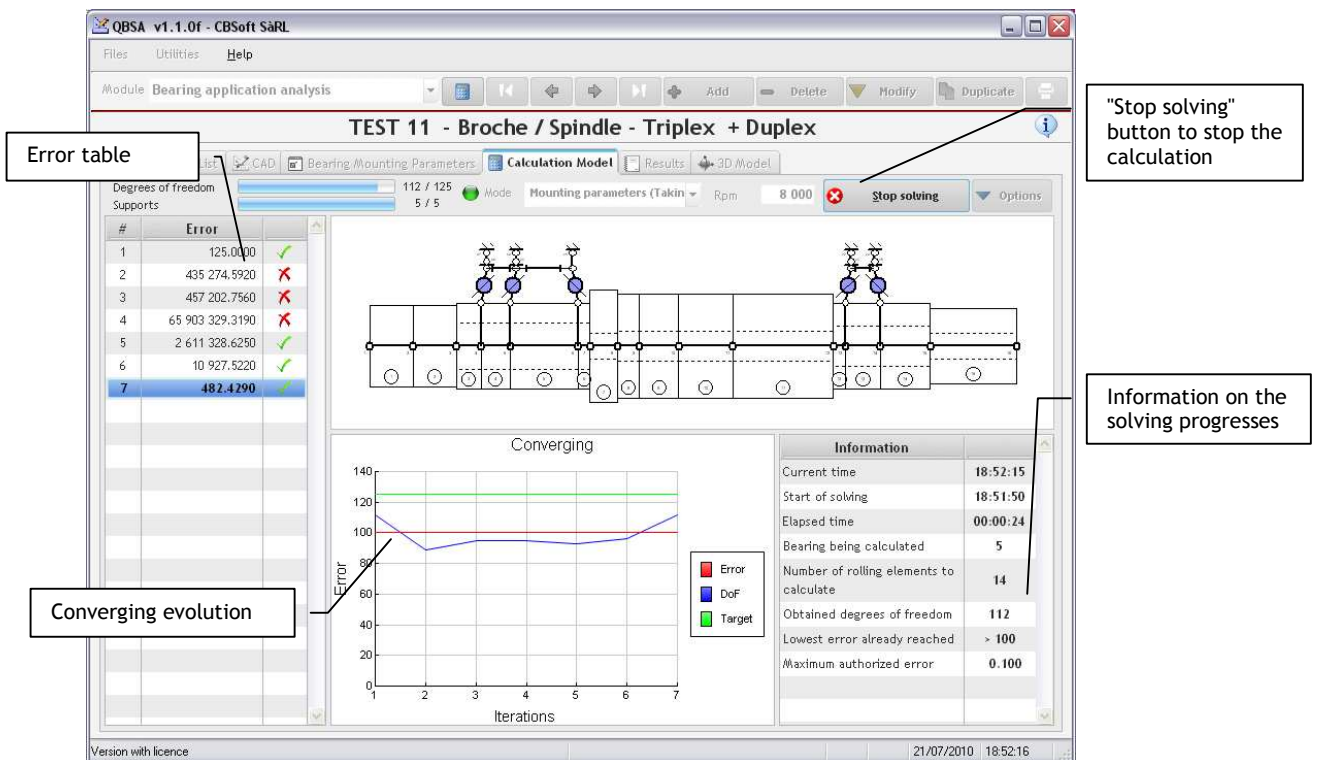 QBSA v1.1.0f - CBSoft SàRL
Files Utilities Help
Module Bearing application analysis Add Delete Modify Duplicate
TEST 11 - Broche / Spindle - Triplex + Duplex
List CAD Bearing Mounting Parameters Calculation Model Results 3D Model
Degrees of freedom 112 / 125 Mode Mounting parameters (Takin Rpm 8 000 Stop solving Options
Supports 5 / 5
# Error
1 125.0000
2 435 274.5920
3 457 202.7560
4 65 903 329.3190
5 2 611 328.6250
6 10 927.5220
7 482.4290
Converging
Error
140
120
100
80
60
40
20
0
1 2 3 4 5 6 7
Iterations
Error
DoF
Target
Information
Current time 18:52:15
Start of solving 18:51:50
Elapsed time 00:00:24
Bearing being calculated 5
Number of rolling elements to
calculate 14
Obtained degrees of freedom 112
Lowest error already reached > 100
Maximum authorized error 0.100
Version with licence 21/07/2010 18:52:16
Error table
Converging evolution
"Stop solving"
button to stop the
calculation
Information on the
solving progresses